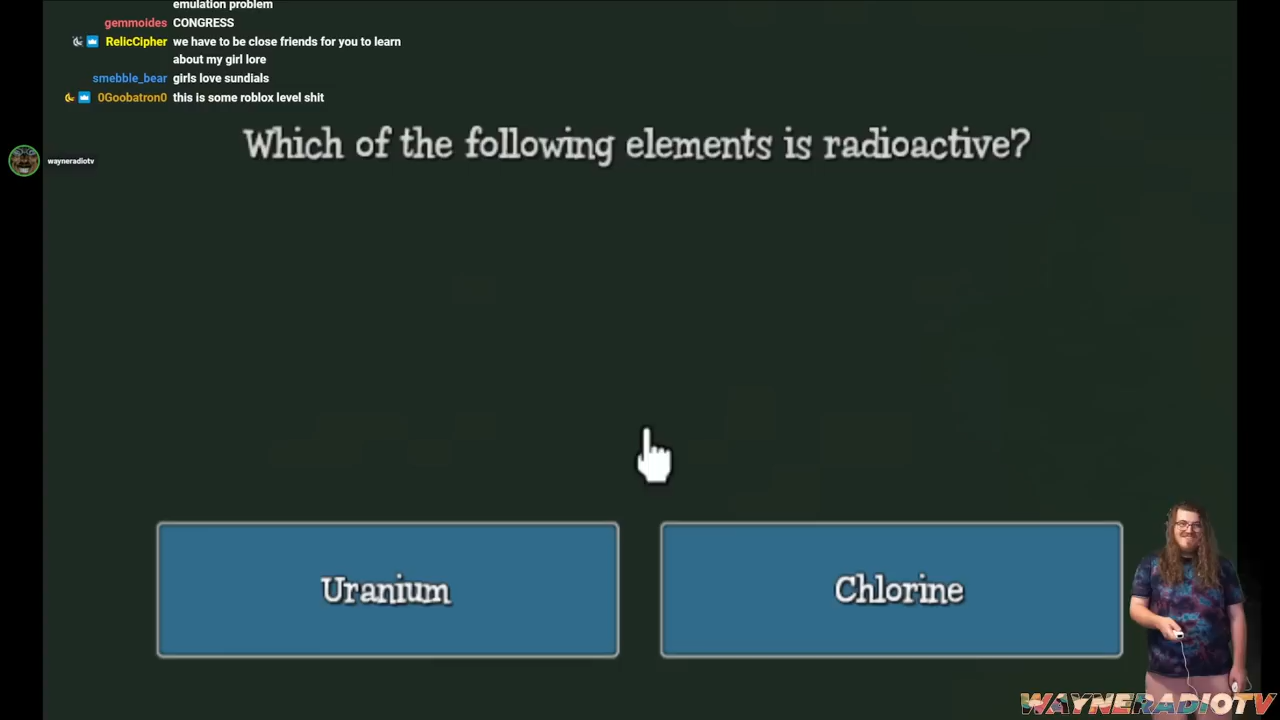 emulation problem
gemmoides CONGRESS
RelicCipher we have to be close friends for you to learn
about my girl lore
smebble_bear girls love sundials
0Goobatron0 this is some roblox level shit
Which of the following elements is radioactive?
wayneradiotv
Uranium
Chlorine
WAYNERADIOTV